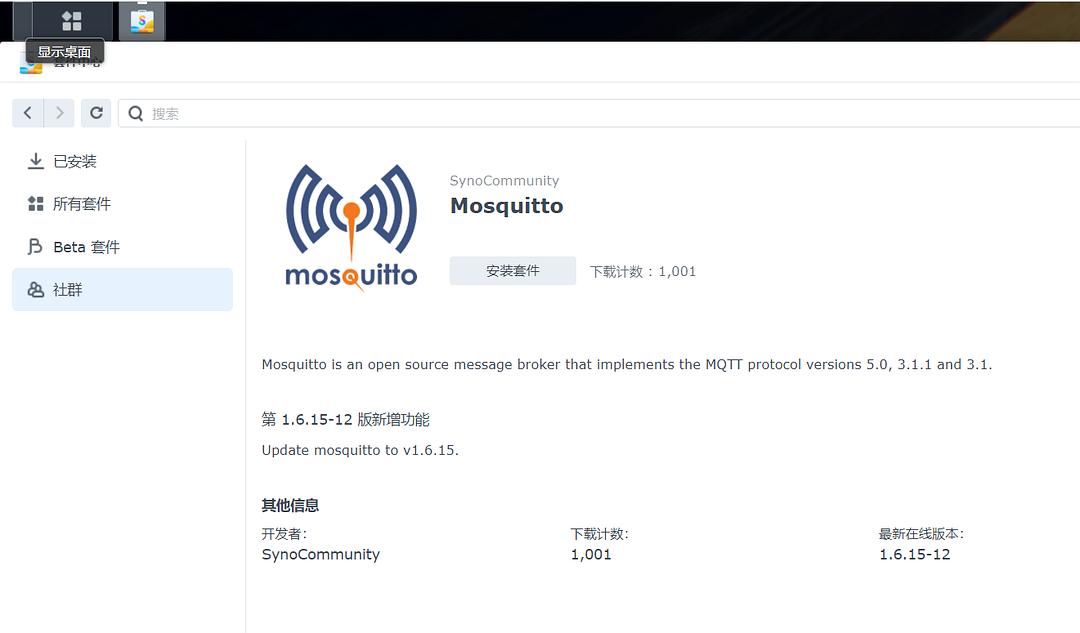 显示桌面
套件中心
搜索
已安装
所有套件
Beta 套件
社群
mosquitto
SynoCommunity
Mosquitto
安装套件 下载计数：1,001
Mosquitto is an open source message broker that implements the MQTT protocol versions 5.0, 3.1.1 and 3.1.
第 1.6.15-12 版新增功能
Update mosquitto to v1.6.15.
其他信息
开发者: 下载计数: 最新在线版本:
SynoCommunity 1,001 1.6.15-12